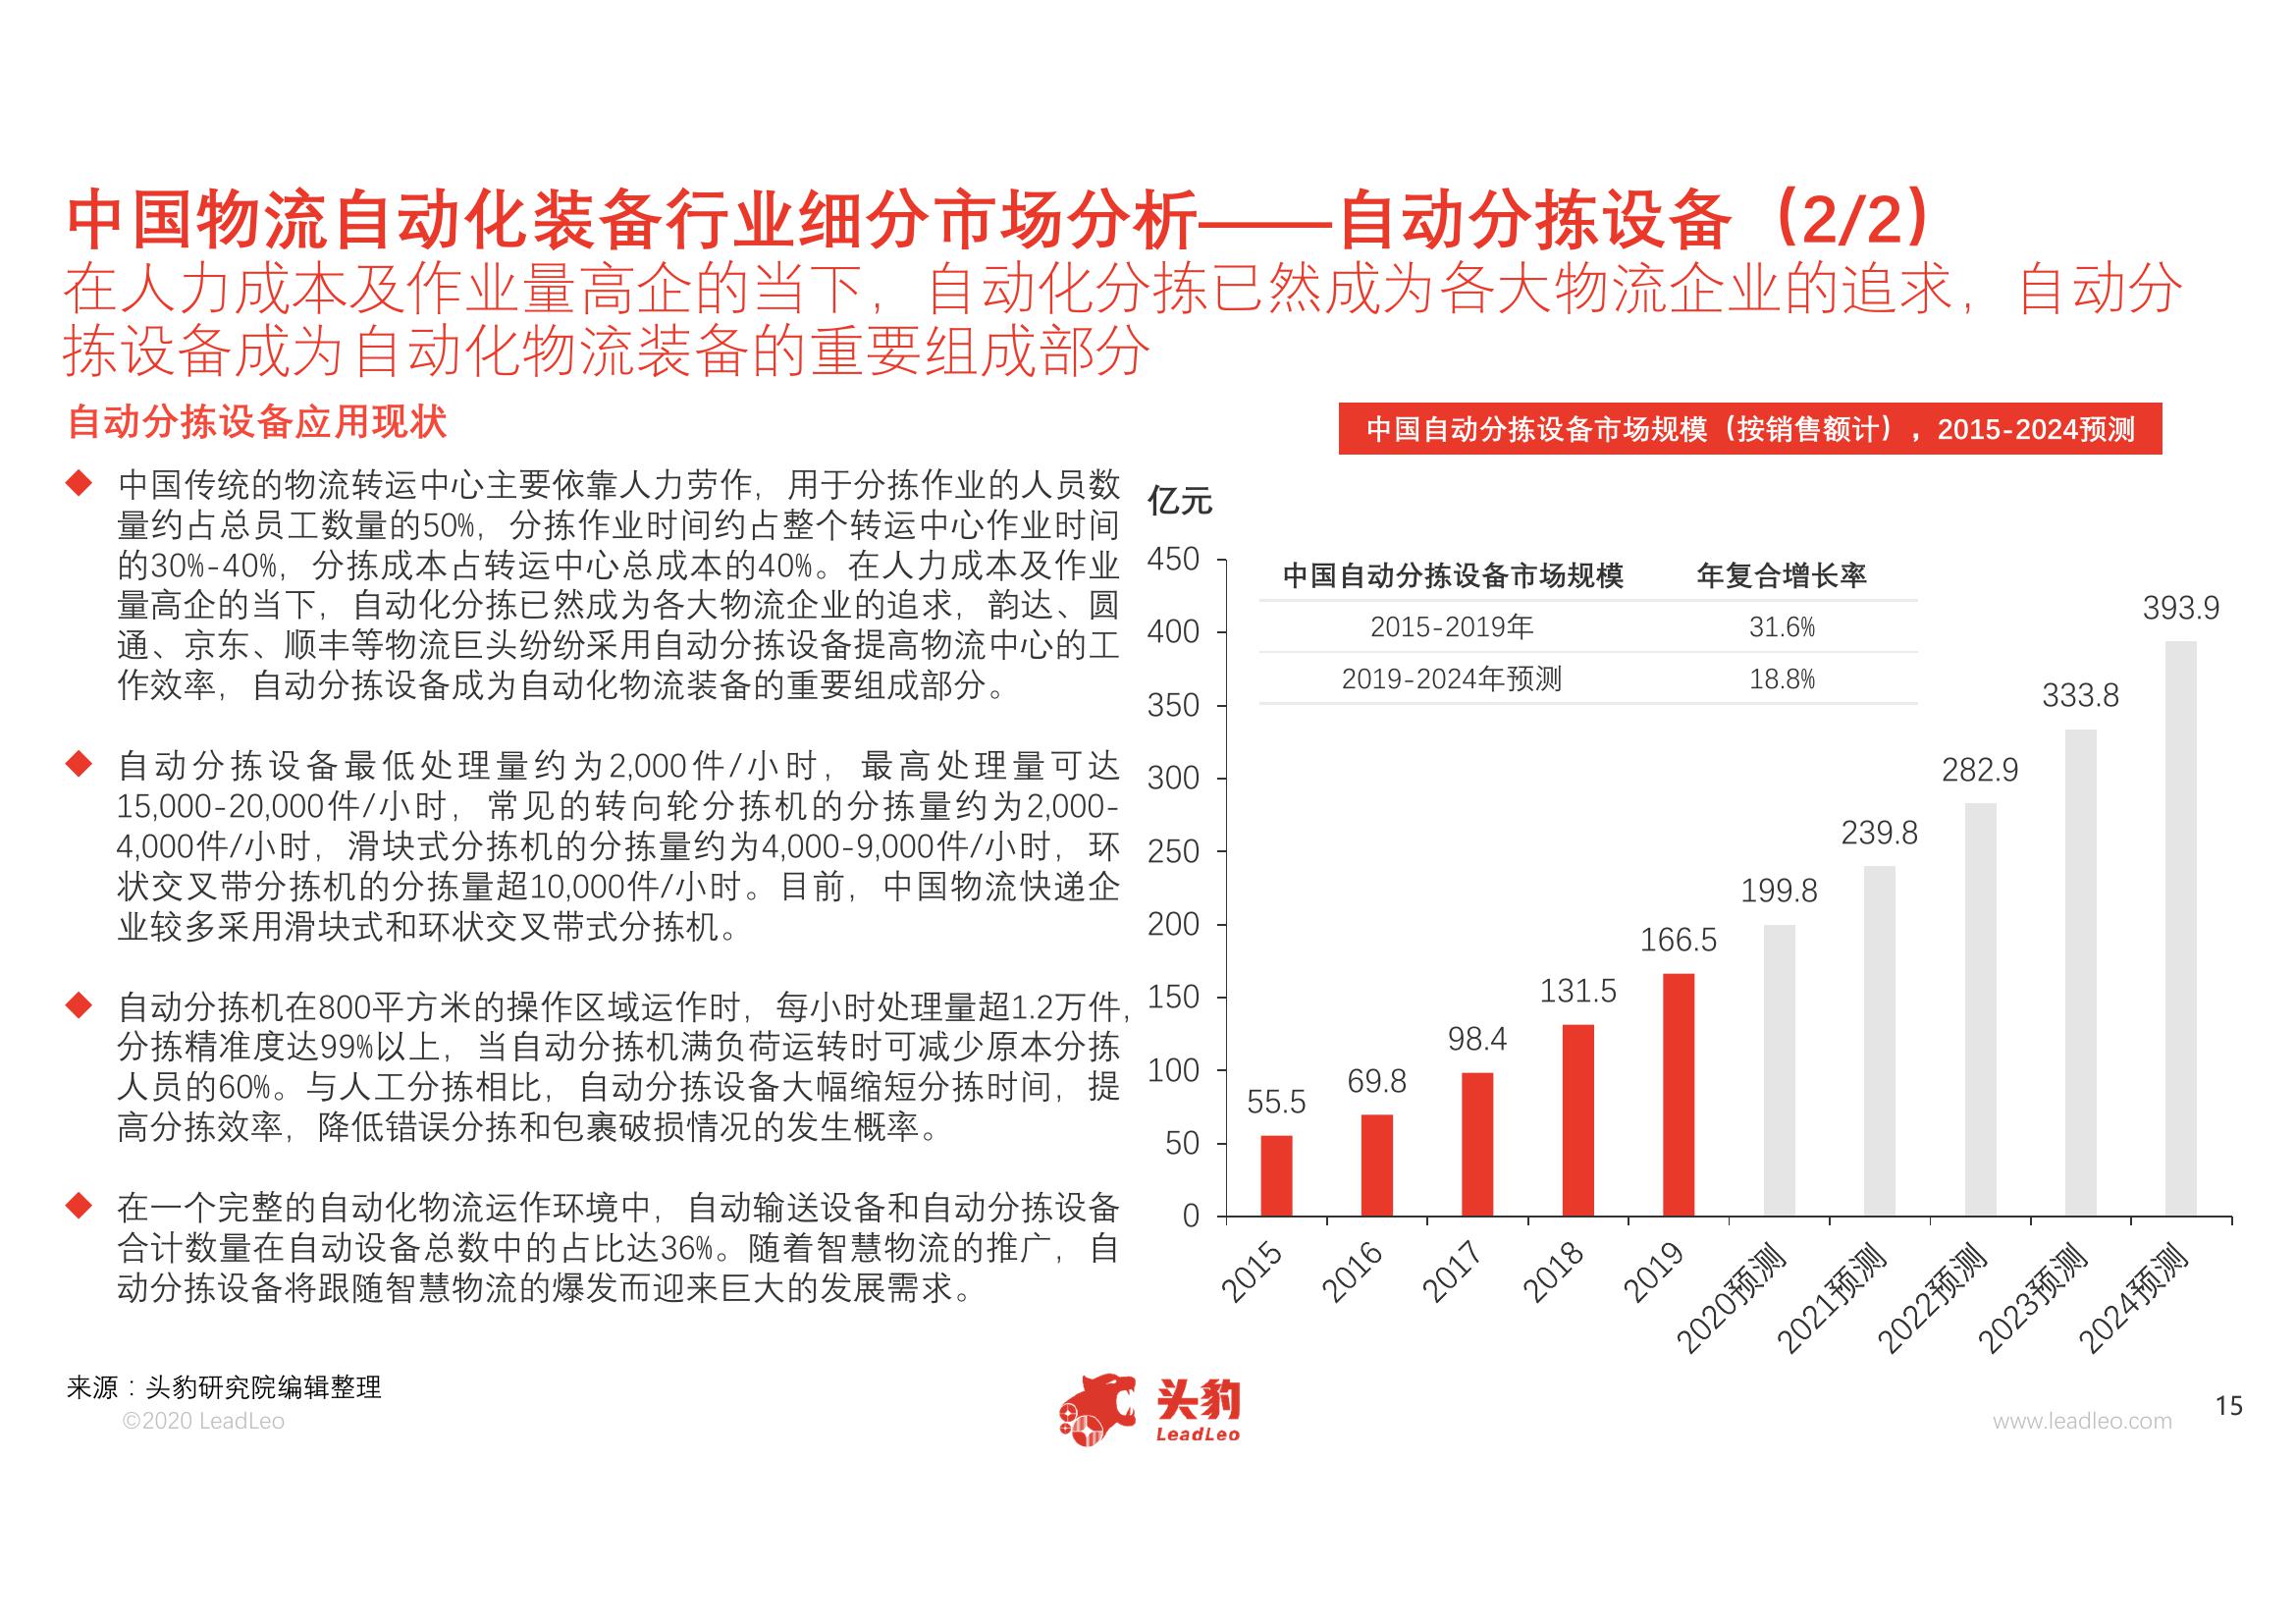 中国物流自动化装备行业细分市场分析——自动分拣设备（2/2）
在人力成本及作业量高企的当下，自动化分拣已然成为各大物流企业的追求，自动分
拣设备成为自动化物流装备的重要组成部分
自动分拣设备应用现状
中国传统的物流转运中心主要依靠人力劳作，用于分拣作业的人员数
量约占总员工数量的50%，分拣作业时间约占整个转运中心作业时间
的30%-40%，分拣成本占转运中心总成本的40%。在人力成本及作业
量高企的当下，自动化分拣已然成为各大物流企业的追求，韵达、圆
通、京东、顺丰等物流巨头纷纷采用自动分拣设备提高物流中心的工
作效率，自动分拣设备成为自动化物流装备的重要组成部分。
自动分拣设备最低处理量约为2,000件/小时，最高处理量可达
15,000-20,000件/小时，常见的转向轮分拣机的分拣量约为2,000-
4,000件/小时，滑块式分拣机的分拣量约为4,000-9,000件/小时，环
状交叉带分拣机的分拣量超10,000件/小时。目前，中国物流快递企
业较多采用滑块式和环状交叉带式分拣机。
自动分拣机在800平方米的操作区域运作时，每小时处理量超1.2万件，
分拣精准度达99%以上，当自动分拣机满负荷运转时可减少原本分拣
人员的60%。与人工分拣相比，自动分拣设备大幅缩短分拣时间，提
高分拣效率，降低错误分拣和包裹破损情况的发生概率。
在一个完整的自动化物流运作环境中，自动输送设备和自动分拣设备
合计数量在自动设备总数中的占比达36%。随着智慧物流的推广，自
动分拣设备将跟随智慧物流的爆发而迎来巨大的发展需求。
中国自动分拣设备市场规模（按销售额计），2015-2024预测
亿元
中国自动分拣设备市场规模 年复合增长率
2015-2019年 31.6%
2019-2024年预测 18.8%
450
400
350
300
250
200
150
100
50
0
55.5
69.8
98.4
131.5
166.5
199.8
239.8
282.9
333.8
393.9
2015
2016
2017
2018
2019
2020预测
2021预测
2022预测
2023预测
2024预测
来源：头豹研究院编辑整理
©2020 LeadLeo
头豹
LeadLeo
www.leadleo.com
15